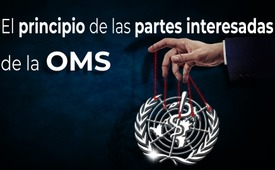 El principio de las partes interesadas
de la OMS